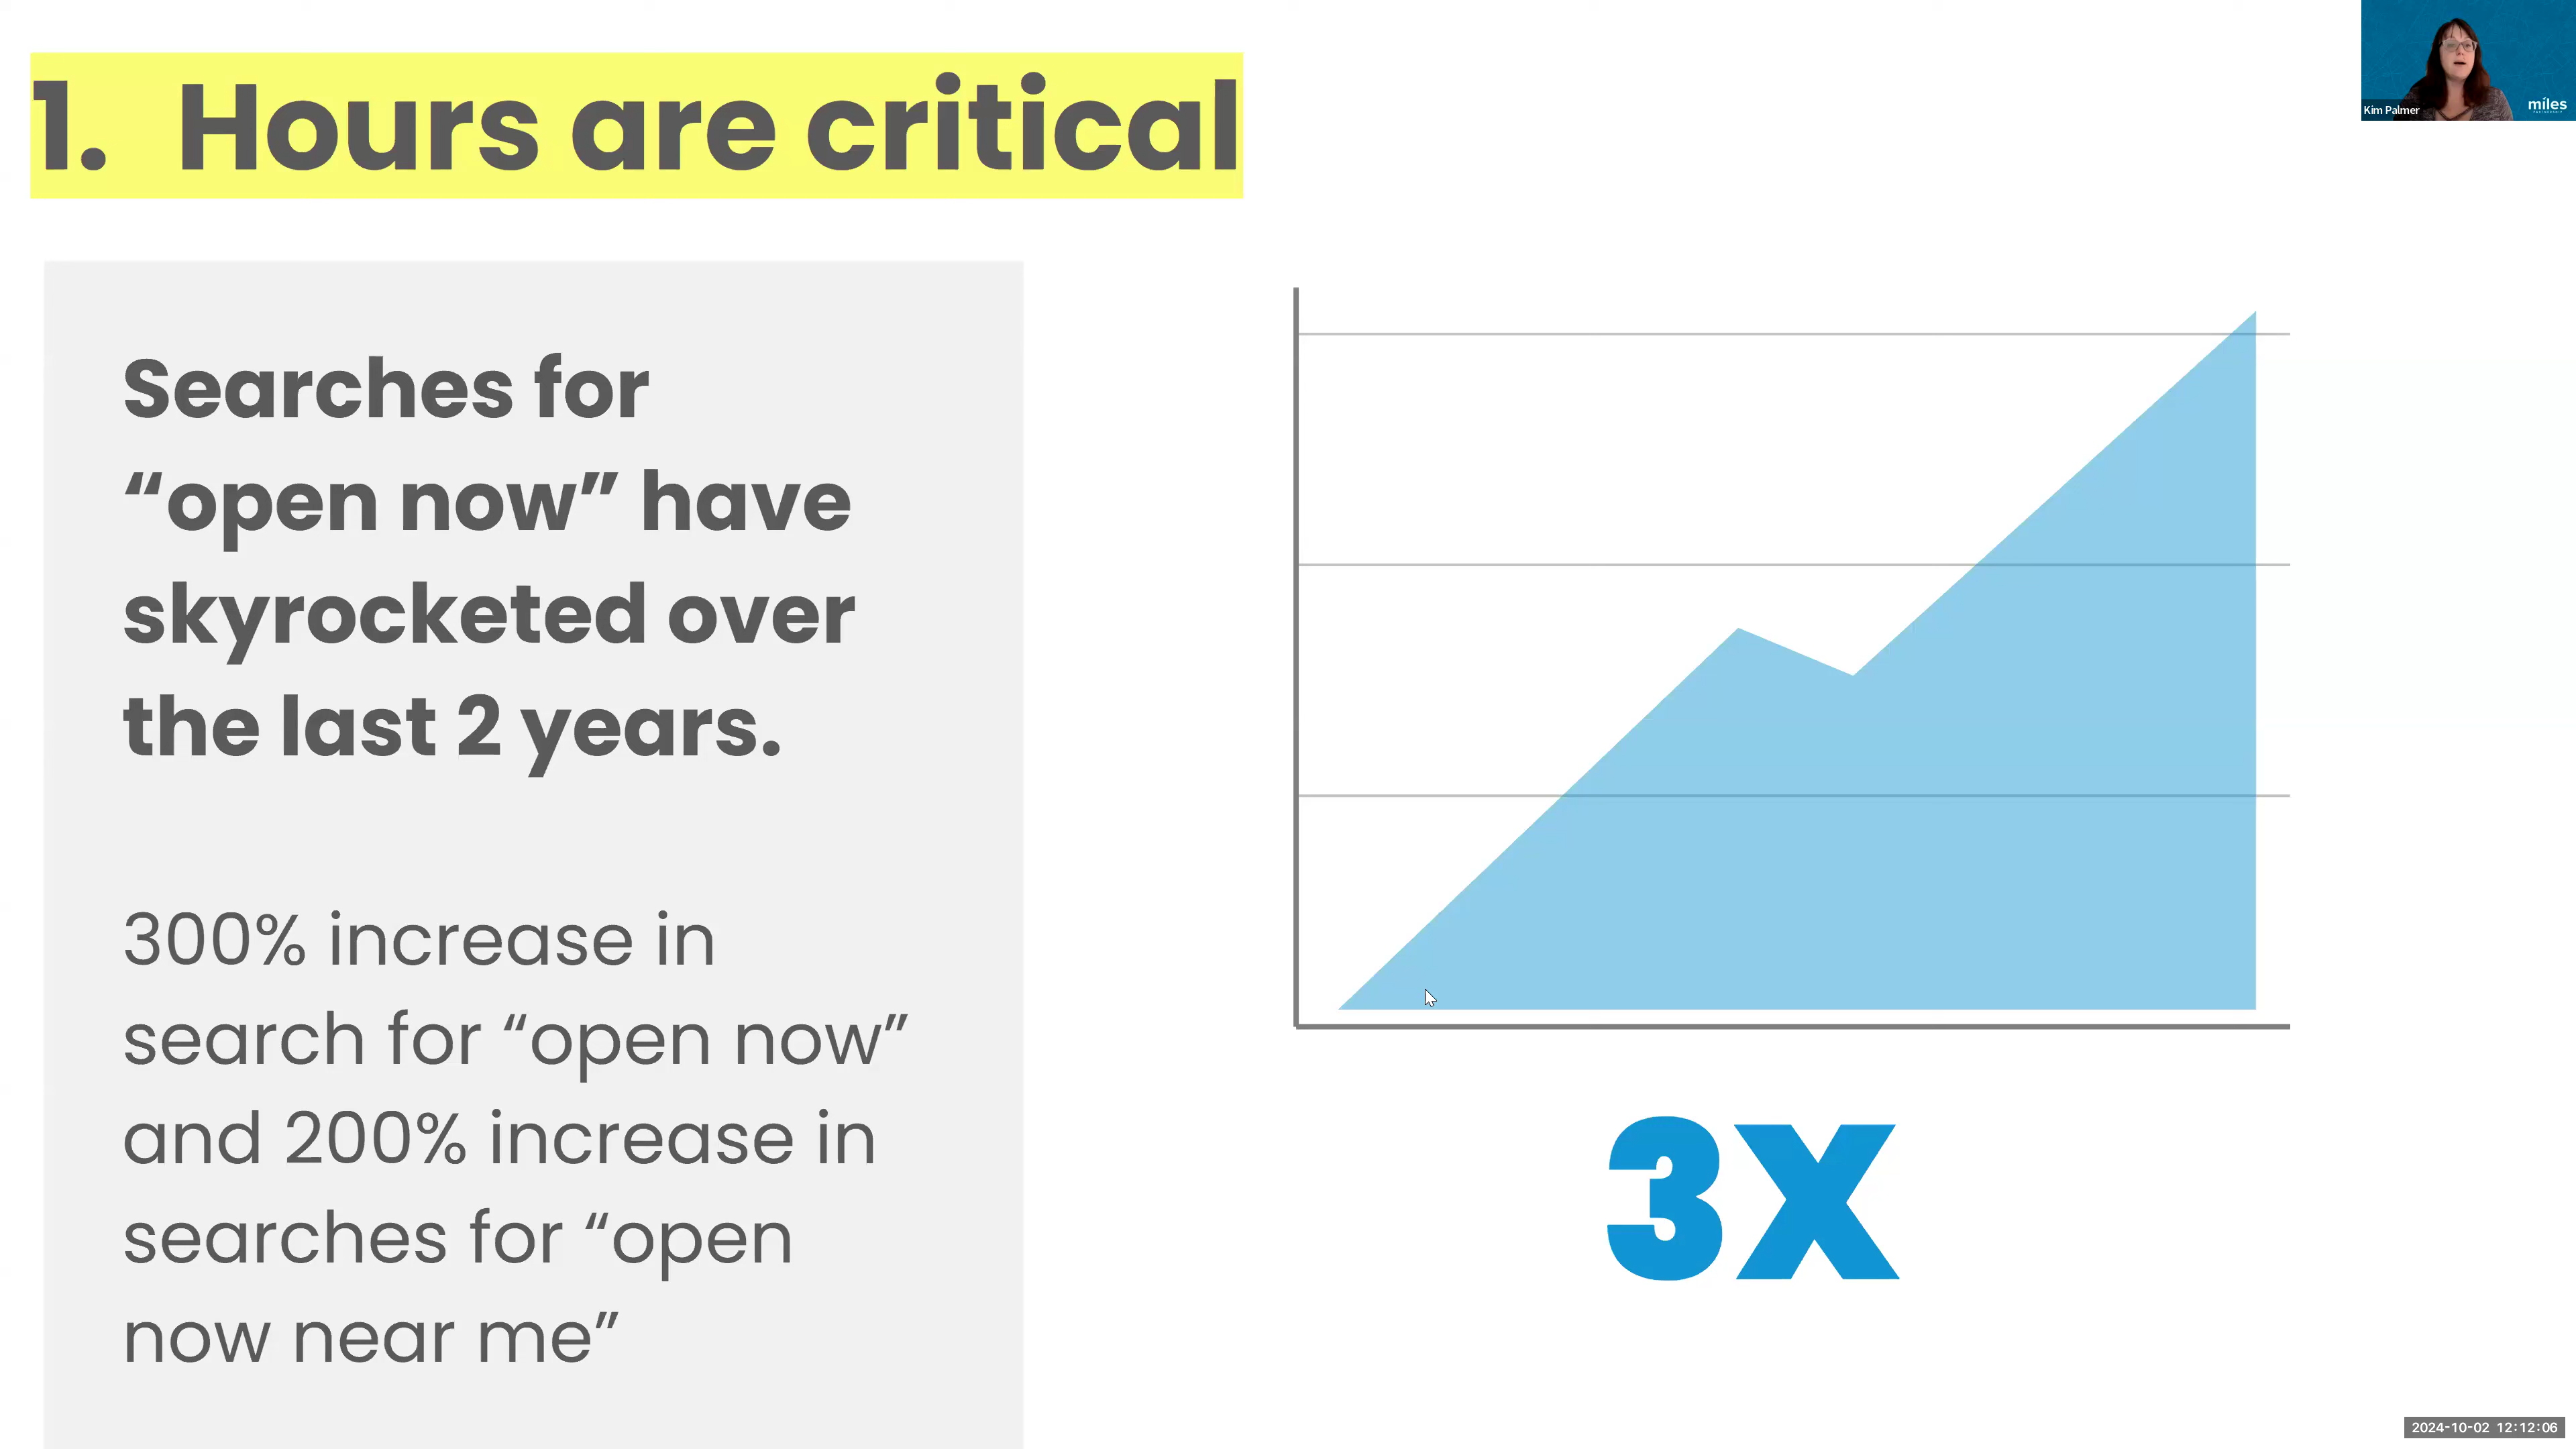 1. Hours are critical
Searches for
“open now” have
skyrocketed over
the last 2 years.
300% increase in
search for “open now”
and 200% increase in
searches for “open
now near me”
3X
Kim Palmer
miles
2024-10-02 12:12:06